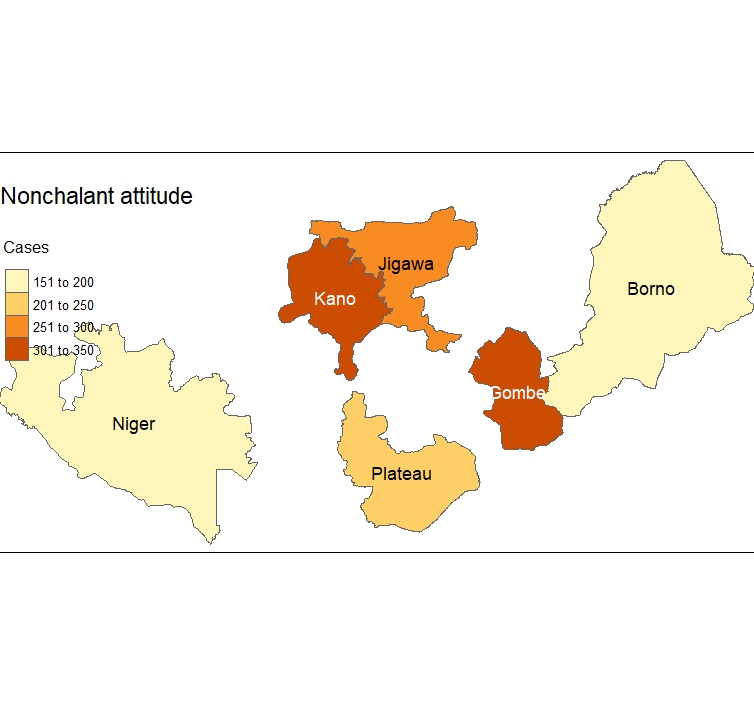 Nonchalant attitude
Cases
151 to 200
201 to 250
251 to 300
301 to 350
Jigawa
Kano
Borno
Gombe
Niger
Plateau